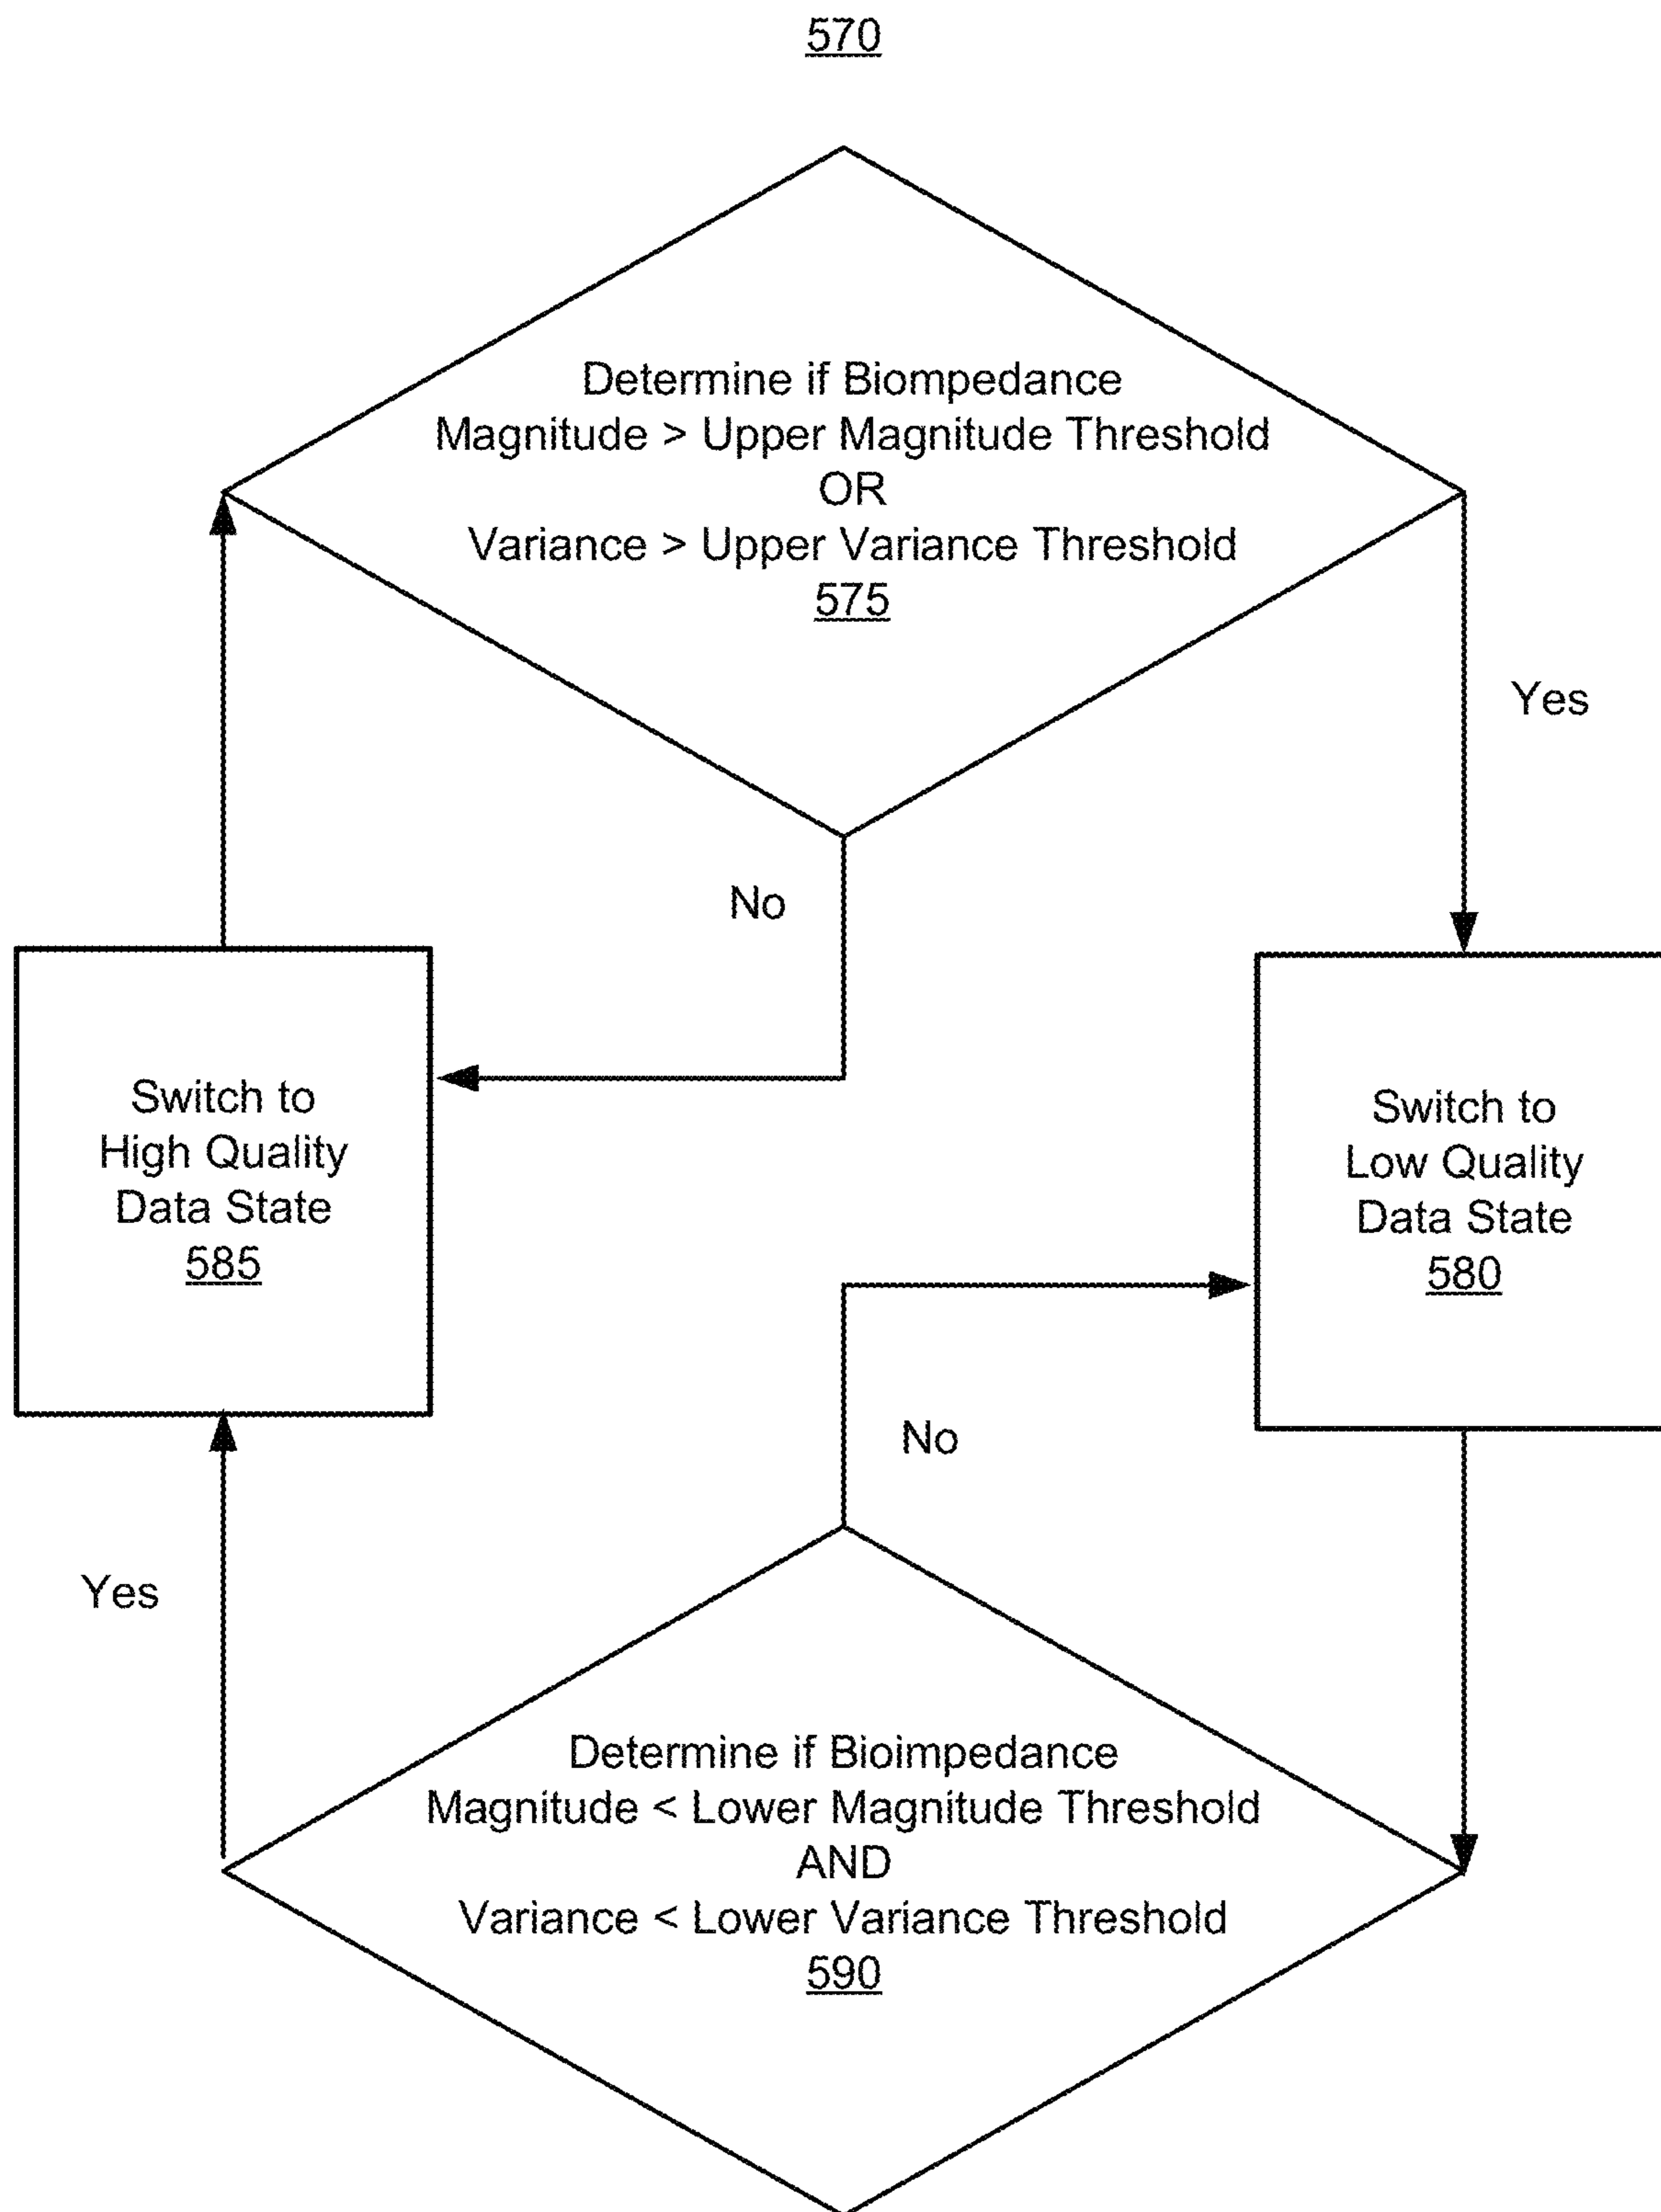 570
Determine if Biompedance
Magnitude > Upper Magnitude Threshold
OR
Variance > Upper Variance Threshold
575
Yes
No
Switch to
High Quality
Data State
585
Switch to
Low Quality
Data State
580
No
Yes
Determine if Bioimpedance
Magnitude < Lower Magnitude Threshold
AND
Variance < Lower Variance Threshold
590